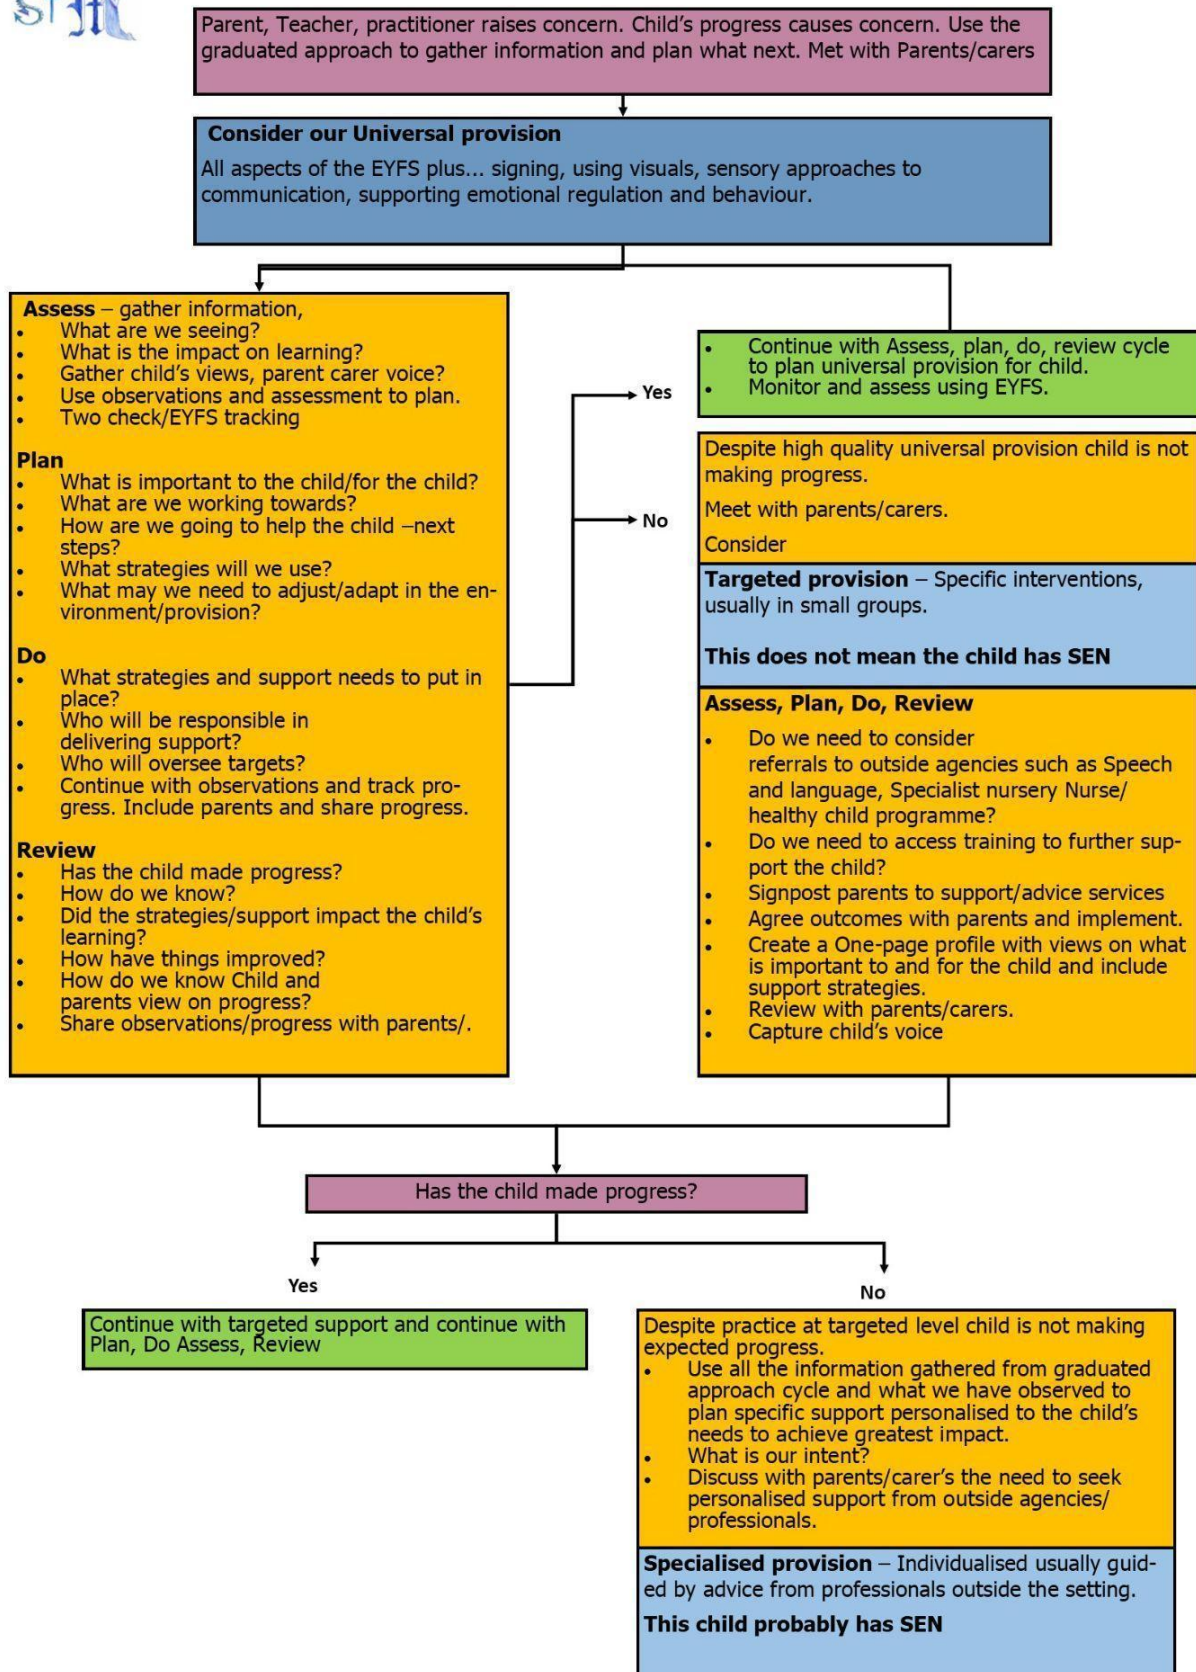 Parent, Teacher, practitioner raises concern. Child's progress causes concern. Use the
graduated approach to gather information and plan what next. Met with Parents/carers
Consider our Universal provision
All aspects of the EYFS plus... signing, using visuals, sensory approaches to
communication, supporting emotional regulation and behaviour.
Assess – gather information,
• What are we seeing?
• What is the impact on learning?
• Gather child's views, parent carer voice?
• Use observations and assessment to plan.
• Two check/EYFS tracking
Plan
• What is important to the child/for the child?
• What are we working towards?
• How are we going to help the child –next
steps?
• What strategies will we use?
• What may we need to adjust/adapt in the en-
vironment/provision?
Do
• What strategies and support needs to put in
place?
• Who will be responsible in
delivering support?
• Who will oversee targets?
• Continue with observations and track pro-
gress. Include parents and share progress.
Review
• Has the child made progress?
• How do we know?
• Did the strategies/support impact the child's
learning?
• How have things improved?
• How do we know Child and
parents view on progress?
• Share observations/progress with parents/.
Yes
• Continue with Assess, plan, do, review cycle
to plan universal provision for child.
• Monitor and assess using EYFS.
No
Despite high quality universal provision child is not
making progress.
Meet with parents/carers.
Consider
Targeted provision – Specific interventions,
usually in small groups.
This does not mean the child has SEN
Assess, Plan, Do, Review
• Do we need to consider
referrals to outside agencies such as Speech
and language, Specialist nursery Nurse/
healthy child programme?
• Do we need to access training to further sup-
port the child?
• Signpost parents to support/advice services
• Agree outcomes with parents and implement.
• Create a One-page profile with views on what
is important to and for the child and include
support strategies.
• Review with parents/carers.
• Capture child's voice
Has the child made progress?
Yes
Continue with targeted support and continue with
Plan, Do Assess, Review
No
Despite practice at targeted level child is not making
expected progress.
• Use all the information gathered from graduated
approach cycle and what we have observed to
plan specific support personalised to the child's
needs to achieve greatest impact.
• What is our intent?
• Discuss with parents/carer's the need to seek
personalised support from outside agencies/
professionals.
Specialised provision – Individualised usually guid-
ed by advice from professionals outside the setting.
This child probably has SEN